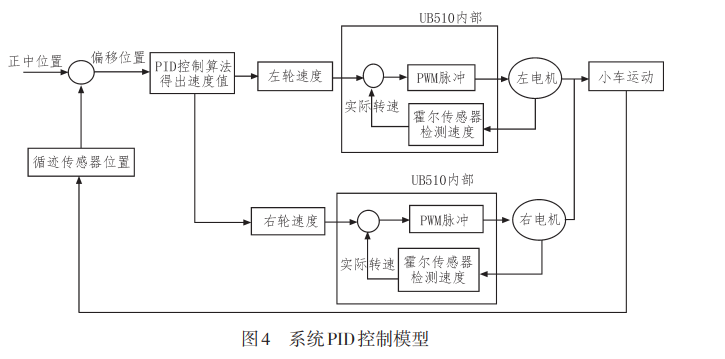 UB510内部
正中位置
偏移位置
PID控制算法
得出速度值
左轮速度
PWM脉冲
左电机
小车运动
实际转速
霍尔传感器
检测速度
循迹传感器位置
UB510内部
右轮速度
PWM脉冲
右电机
实际转速
霍尔传感器
检测速度
图4 系统PID控制模型